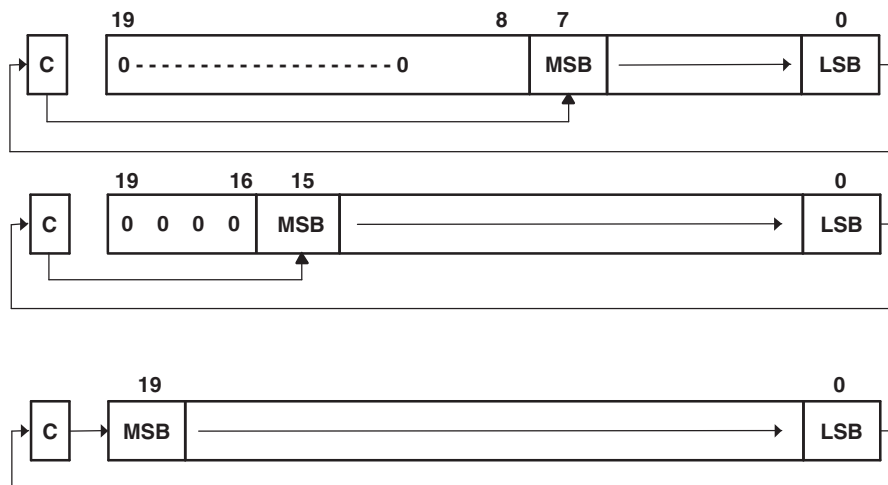 19 8 7 0
C 0--------------------0 MSB LSB
19 16 15 0
C 0 0 0 0 MSB LSB
19 0
C MSB LSB